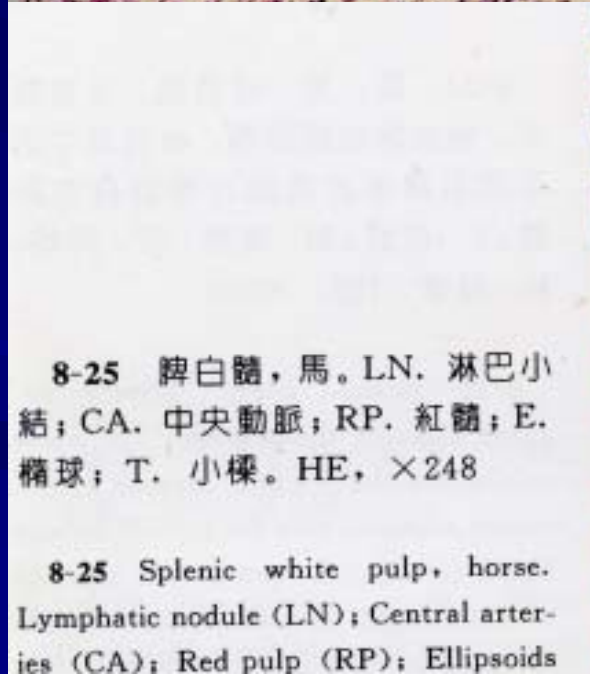 8-25 脾白髓，馬。LN. 淋巴小
結；CA. 中央動脈；RP. 紅髓；E.
橢球；T. 小樑。HE，×248
8-25 Splenic white pulp, horse.
Lymphatic nodule (LN); Central arter-
ies (CA); Red pulp (RP); Ellipsoids